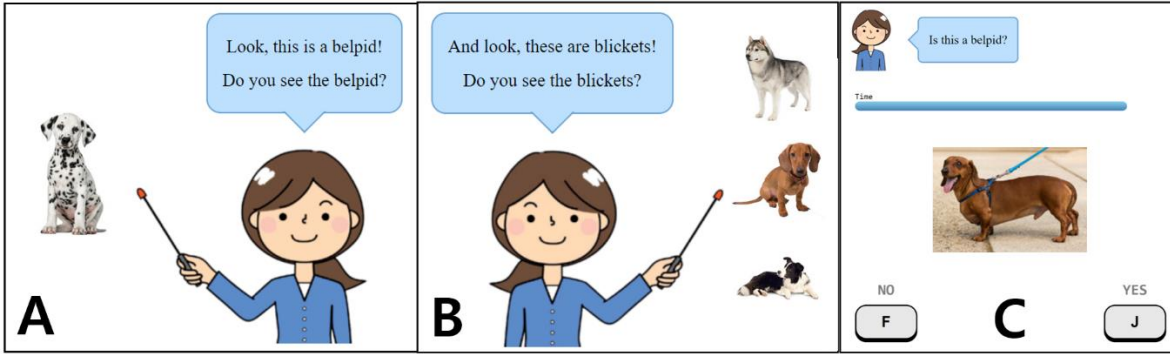 Look, this is a belpid!
Do you see the belpid?
A
And look, these are blickets!
Do you see the blickets?
B
Is this a belpid?
Time
NO
YES
F
C
J